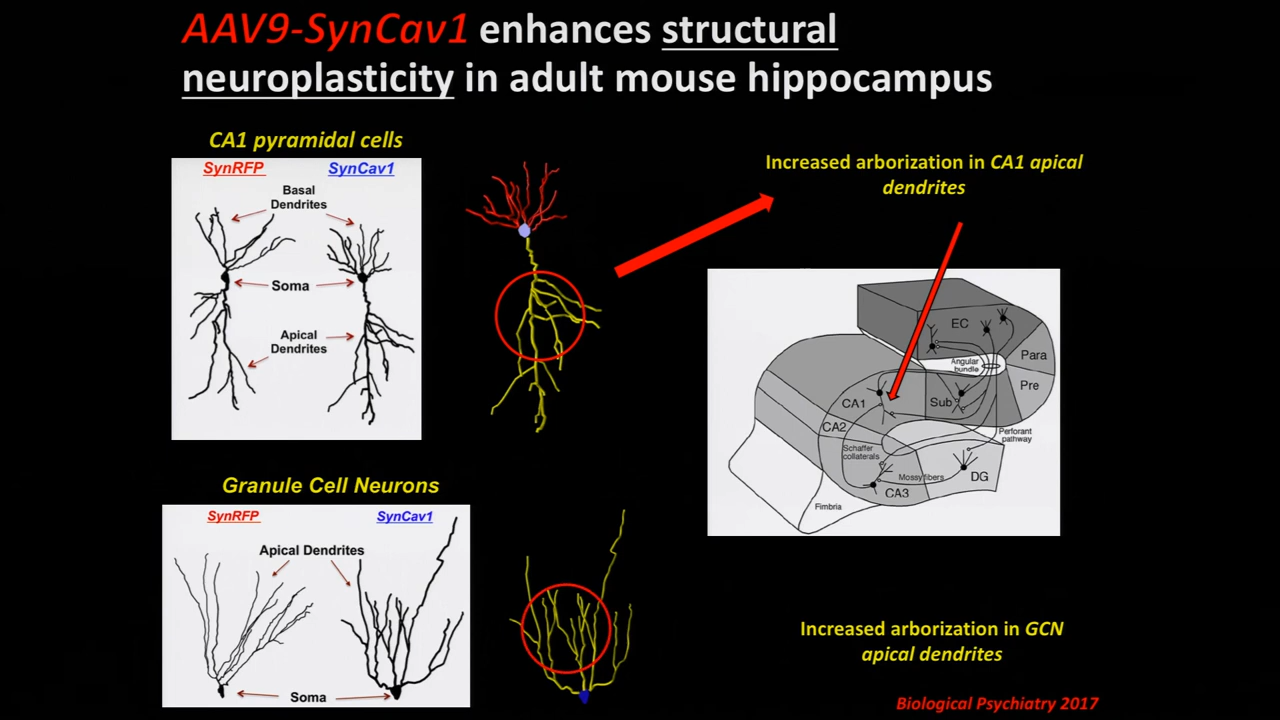 AAV9-SynCav1 enhances structural
neuroplasticity in adult mouse hippocampus
CA1 pyramidal cells
SynRFP SynCav1
Basal
Dendrites
Soma
Apical
Dendrites
Increased arborization in CA1 apical
dendrites
EC
Angular
bundle
Para
Pre
CA1
Sub
CA2
Perforant
pathway
Schaffer
collaterals
Mossy fibers
DG
CA3
Fimbria
Granule Cell Neurons
SynRFP SynCav1
Apical Dendrites
Soma
Increased arborization in GCN
apical dendrites
Biological Psychiatry 2017